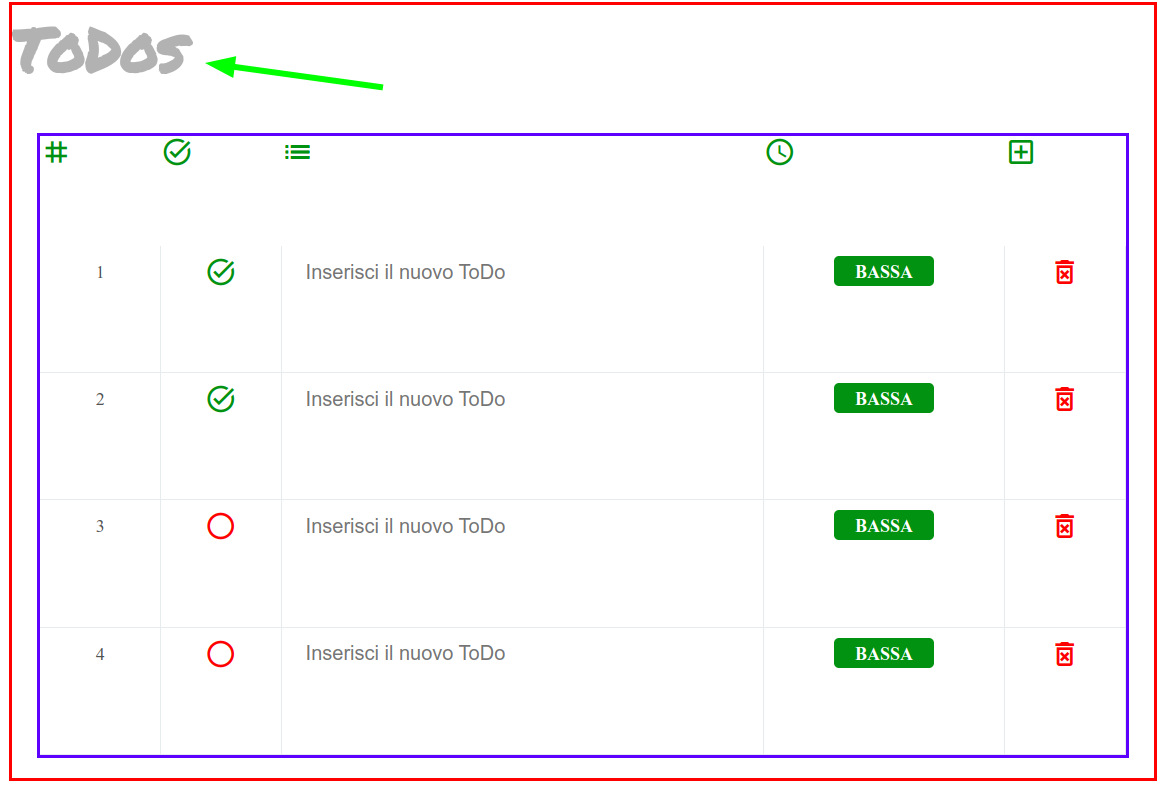 ToDos
#
1 Inserisci il nuovo ToDo BASSA
2 Inserisci il nuovo ToDo BASSA
3 Inserisci il nuovo ToDo BASSA
4 Inserisci il nuovo ToDo BASSA